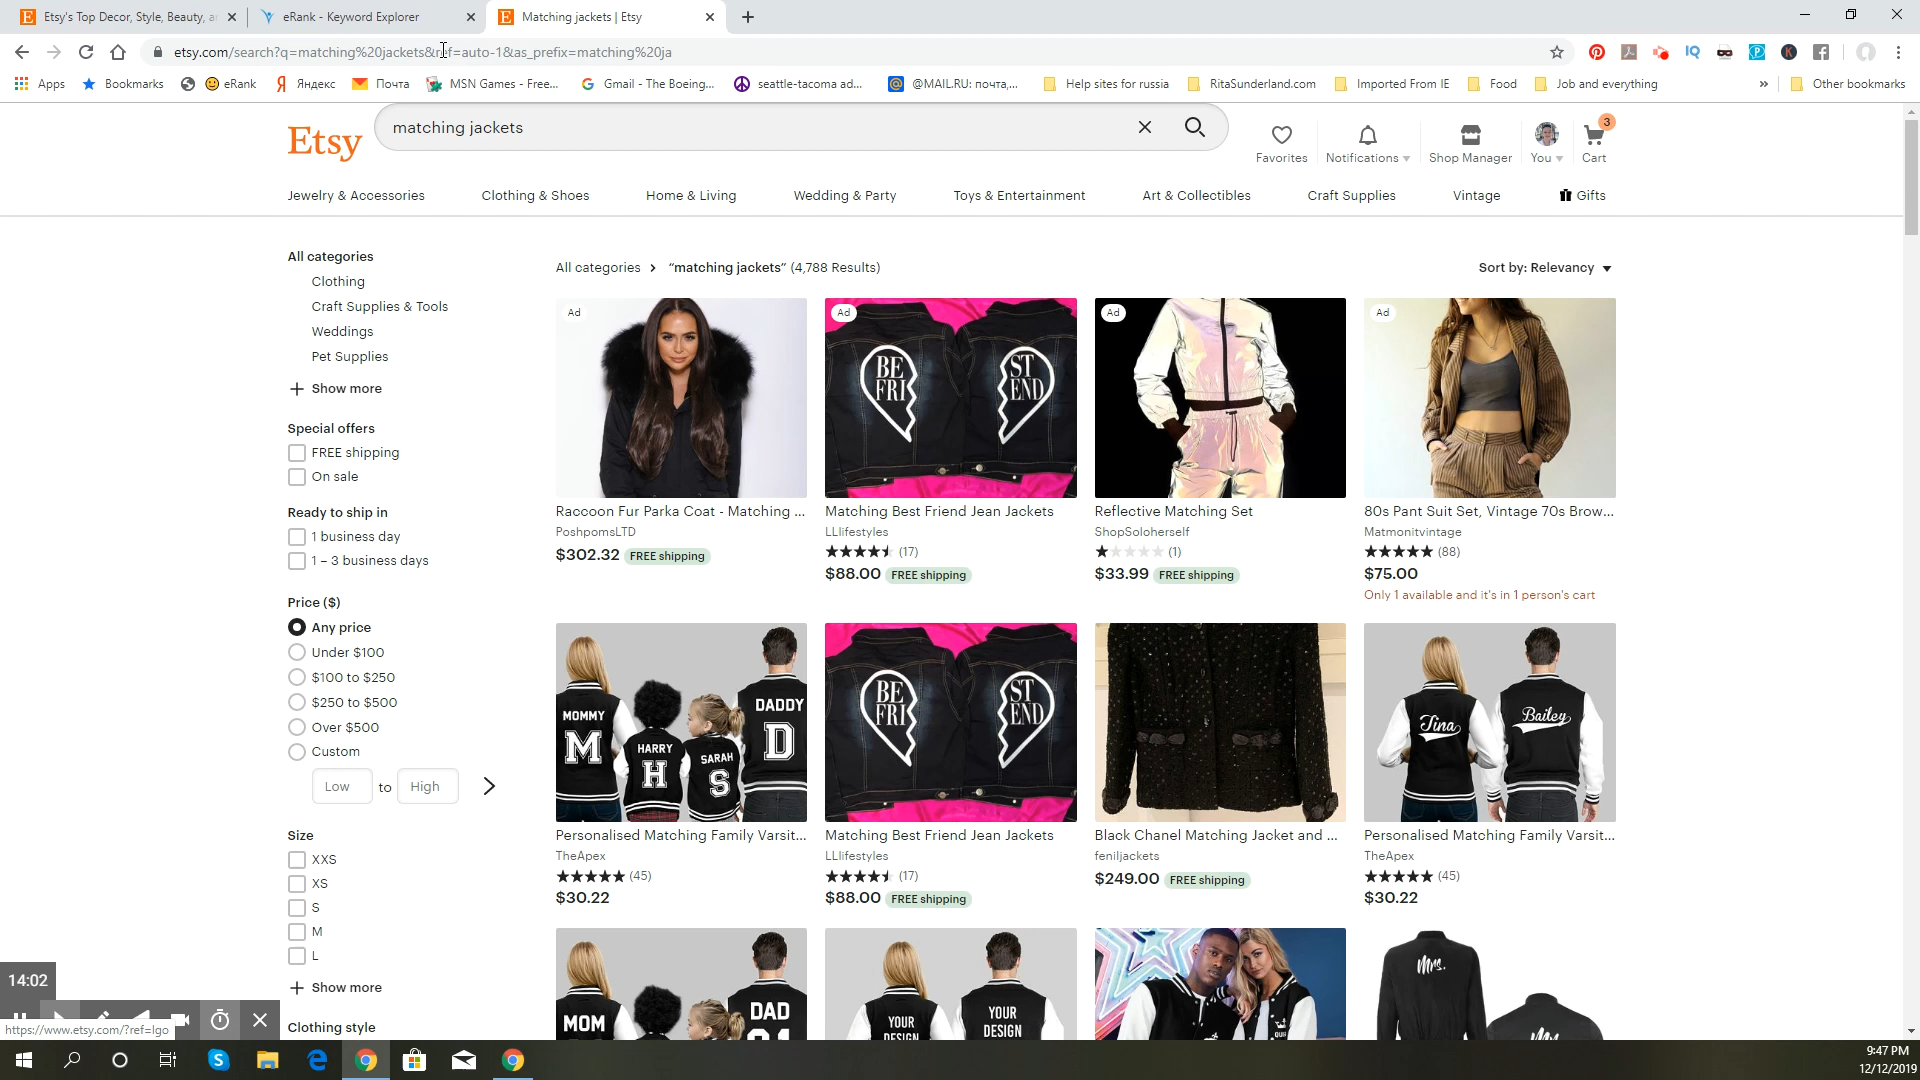 Etsy's Top Decor, Style, Beauty, a
eRank - Keyword Explorer
Matching jackets | Etsy
etsy.com/search?q=matching%20jackets&ref=auto-1&as_prefix=matching%20ja
Apps
Bookmarks
eRank
Яндекс
Почта
MSN Games - Free...
Gmail - The Boeing...
seattle-tacoma ad...
@MAIL.RU: почта,...
Help sites for russia
RitaSunderland.com
Imported From IE
Food
Job and everything
»
Other bookmarks
Etsy
matching jackets
Favorites
Notifications
Shop Manager
You
3
Cart
Jewelry & Accessories
Clothing & Shoes
Home & Living
Wedding & Party
Toys & Entertainment
Art & Collectibles
Craft Supplies
Vintage
Gifts
All categories
Clothing
Craft Supplies & Tools
Weddings
Pet Supplies
Show more
Special offers
FREE shipping
On sale
Ready to ship in
1 business day
1 – 3 business days
Price ($)
Any price
Under $100
$100 to $250
$250 to $500
Over $500
Custom
Low to High
Size
XXS
XS
S
M
L
Show more
Clothing style
All categories > "matching jackets" (4,788 Results)
Sort by: Relevancy
Ad
Raccoon Fur Parka Coat - Matching ...
PoshpomsLTD
$302.32 FREE shipping
Ad
BE
FRI
ST
END
Matching Best Friend Jean Jackets
LLlifestyles
(17)
$88.00 FREE shipping
Ad
Reflective Matching Set
ShopSoloherself
(1)
$33.99 FREE shipping
Ad
80s Pant Suit Set, Vintage 70s Brow...
Matmonitvintage
(88)
$75.00
Only 1 available and it's in 1 person's cart
MOMMY
M
HARRY
H
SARAH
S
DADDY
D
Personalised Matching Family Varsit...
TheApex
(45)
$30.22
BE
FRI
ST
END
Matching Best Friend Jean Jackets
LLlifestyles
(17)
$88.00 FREE shipping
Black Chanel Matching Jacket and ...
feniljackets
$249.00 FREE shipping
Tina
Bailey
Personalised Matching Family Varsit...
TheApex
(45)
$30.22
MOM
DAD
YOUR
DESIGN
YOUR
DESIGN
Mrs.
Mr.
14:02
https://www.etsy.com/?ref=lgo
9:47 PM
12/12/2019